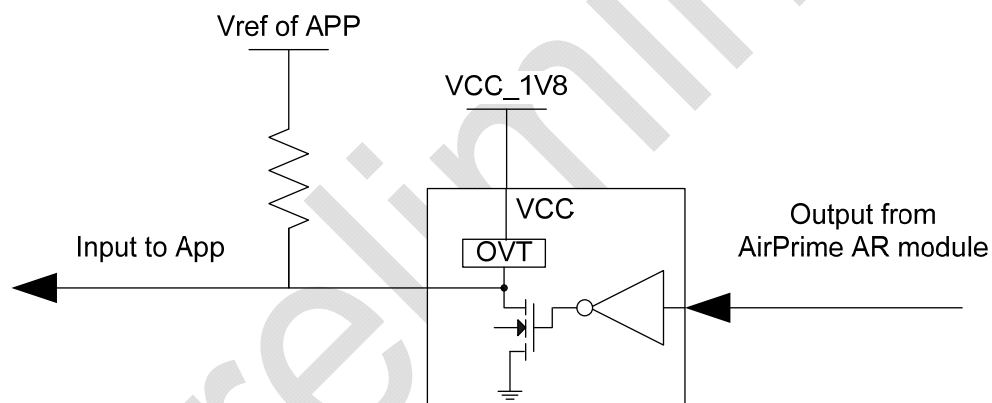 Vref of APP
VCC_1V8
VCC
OVT
Input to App
Output from
AirPrime AR module